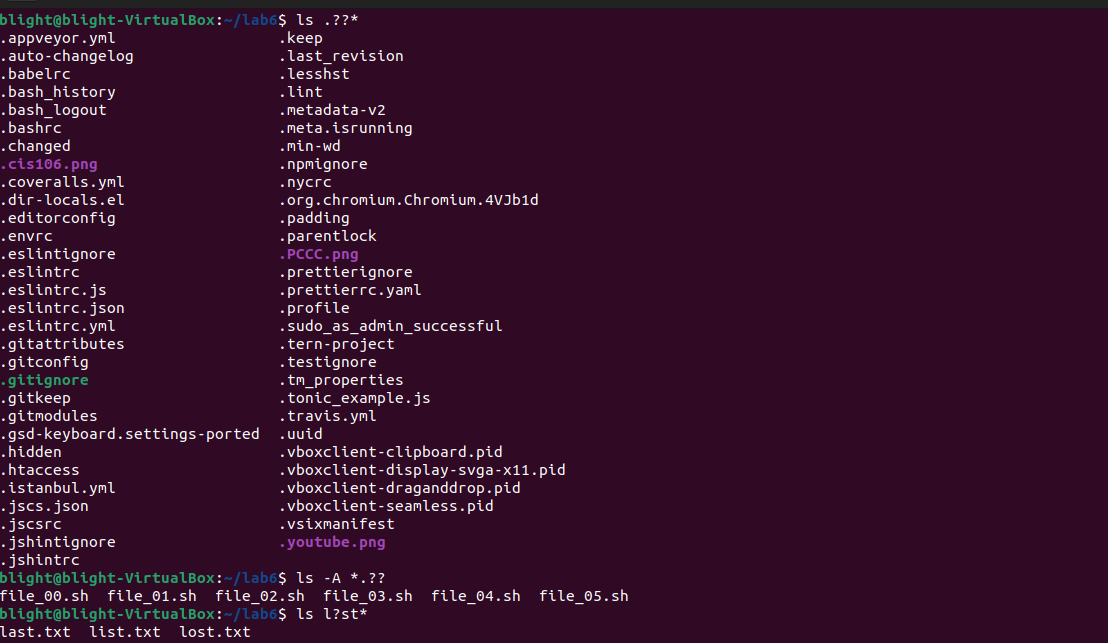 blight@blight-VirtualBox:~/lab6$ ls .??*
.appveyor.yml .keep
.auto-changelog .last_revision
.babelrc .lesshst
.bash_history .lint
.bash_logout .metadata-v2
.bashrc .meta.isrunning
.changed .min-wd
.cis106.png .npmignore
.coveralls.yml .nycrc
.dir-locals.el .org.chromium.Chromium.4VJb1d
.editorconfig .padding
.envrc .parentlock
.eslintignore .PCCC.png
.eslintrc .prettierignore
.eslintrc.js .prettierrc.yaml
.eslintrc.json .profile
.eslintrc.yml .sudo_as_admin_successful
.gitattributes .tern-project
.gitconfig .testignore
.gitignore .tm_properties
.gitkeep .tonic_example.js
.gitmodules .travis.yml
.gsd-keyboard.settings-ported .uuid
.hidden .vboxclient-clipboard.pid
.htaccess .vboxclient-display-svga-x11.pid
.istanbul.yml .vboxclient-draganddrop.pid
.jscs.json .vboxclient-seamless.pid
.jscsrc .vsixmanifest
.jshintignore .youtube.png
.jshintrc
blight@blight-VirtualBox:~/lab6$ ls -A *.??
file_00.sh file_01.sh file_02.sh file_03.sh file_04.sh file_05.sh
blight@blight-VirtualBox:~/lab6$ ls l?st*
last.txt list.txt lost.txt